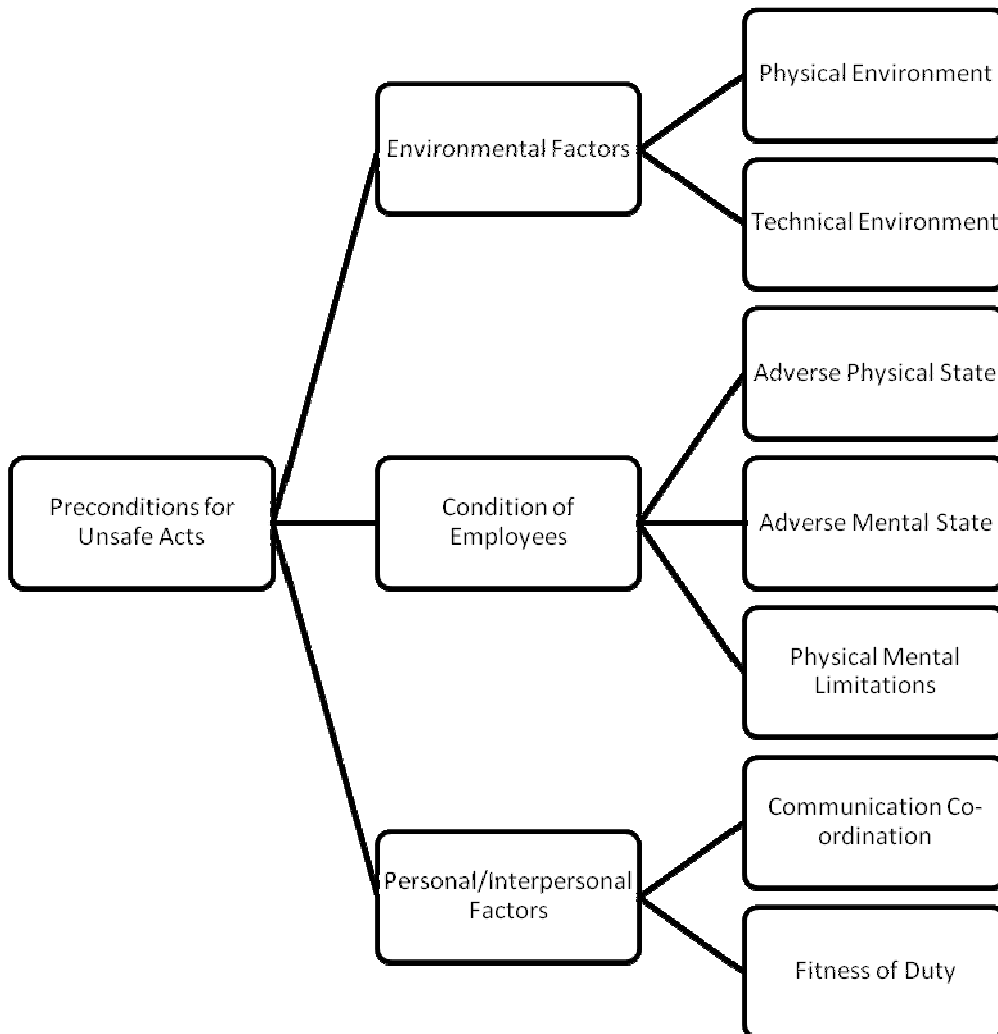 Physical Environment
Environmental Factors
Technical Environment
Adverse Physical State
Preconditions for
Unsafe Acts
Condition of
Employees
Adverse Mental State
Physical Mental
Limitations
Communication Co-
ordination
Personal/Interpersonal
Factors
Fitness of Duty